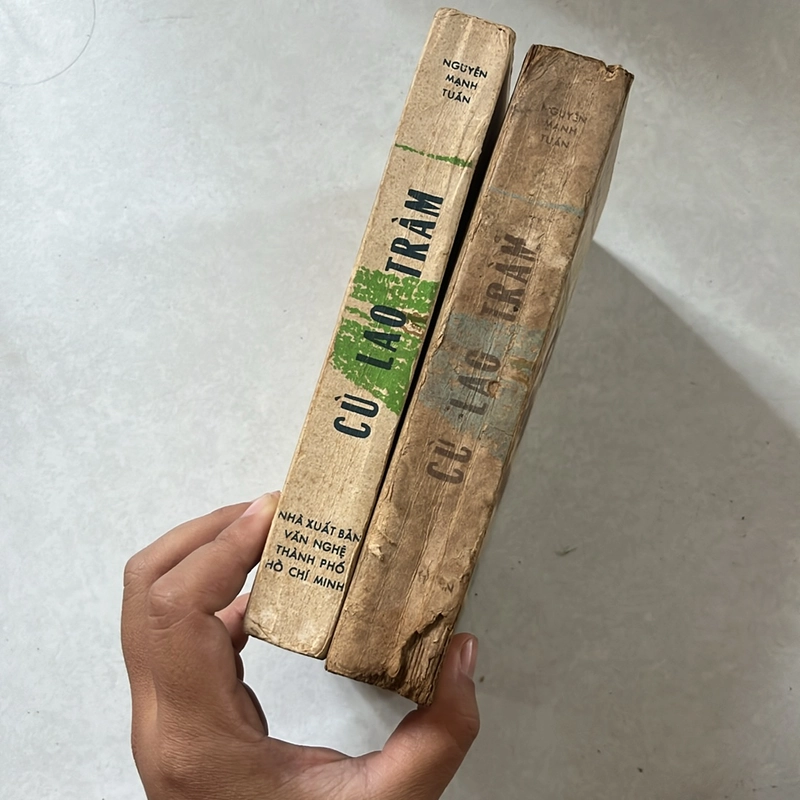 NGUYỄN
MẠNH
TUẤN
CÙ LAO TRÀM
NHÀ XUẤT BẢN
VĂN NGHỆ
THÀNH PHỐ
HỒ CHÍ MINH
NGUYỄN
MẠNH
TUẤN
CÙ LAO TRÀM